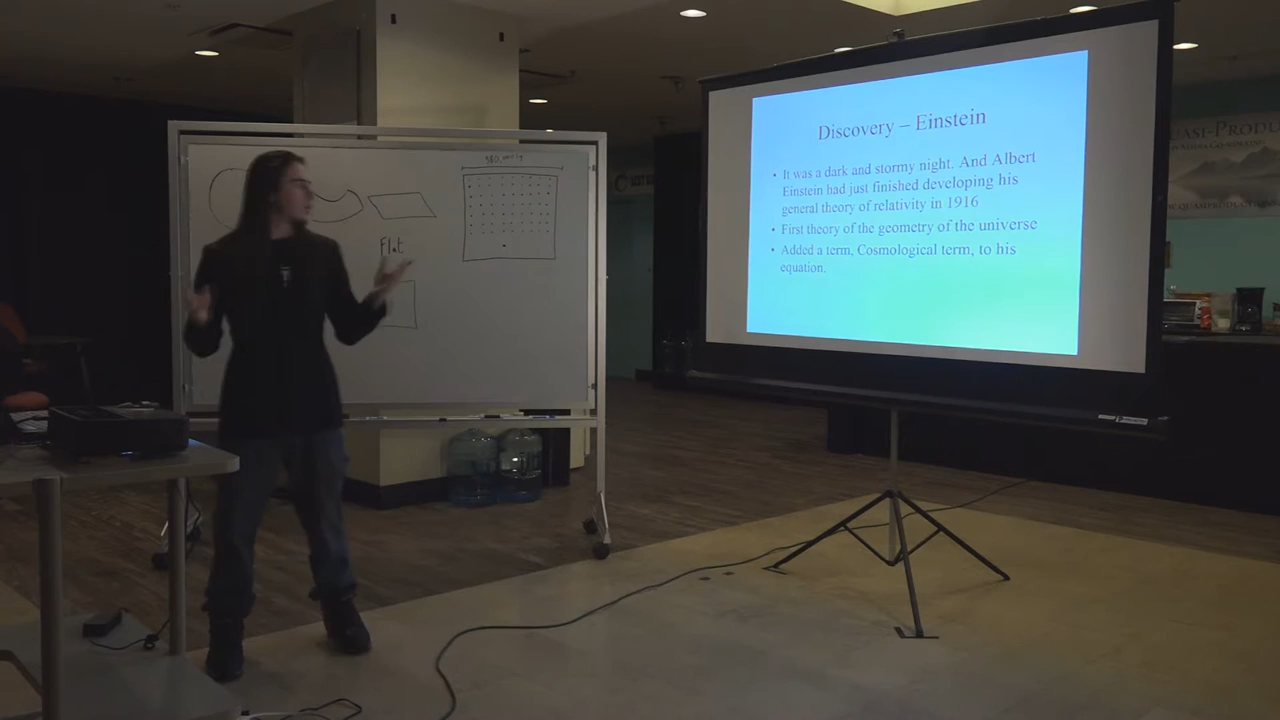 Discovery – Einstein
• It was a dark and stormy night. And Albert
Einstein had just finished developing his
general theory of relativity in 1916
• First theory of the geometry of the universe
• Added a term, Cosmological term, to his
equation.
Flat